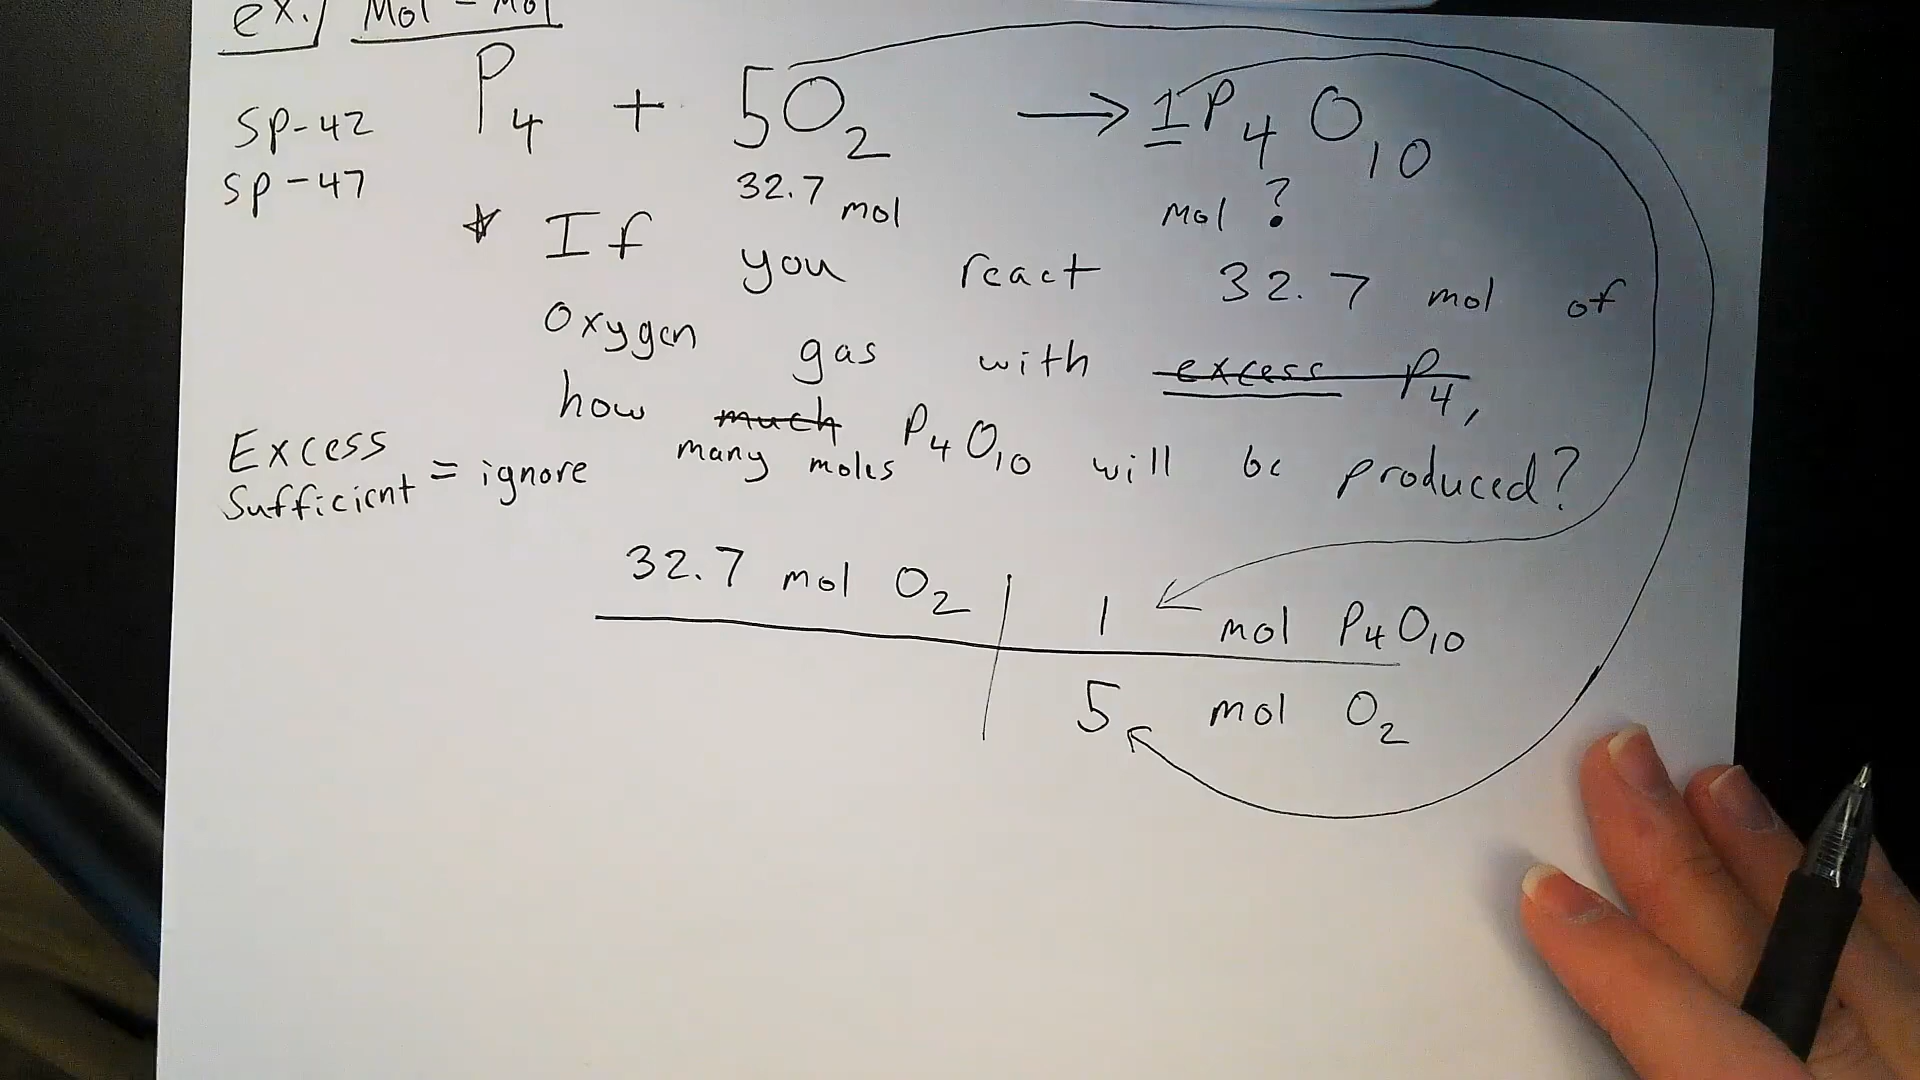 ex. Mol - Mol
P4 + 5O2 → 1P4O10
Sp-42
Sp-47
32.7 mol mol ?
* If you react 32.7 mol of
oxygen gas with excess P4,
how much P4O10 will be produced?
many moles
Excess
Sufficient = ignore
32.7 mol O2 | 1 mol P4O10
5 mol O2